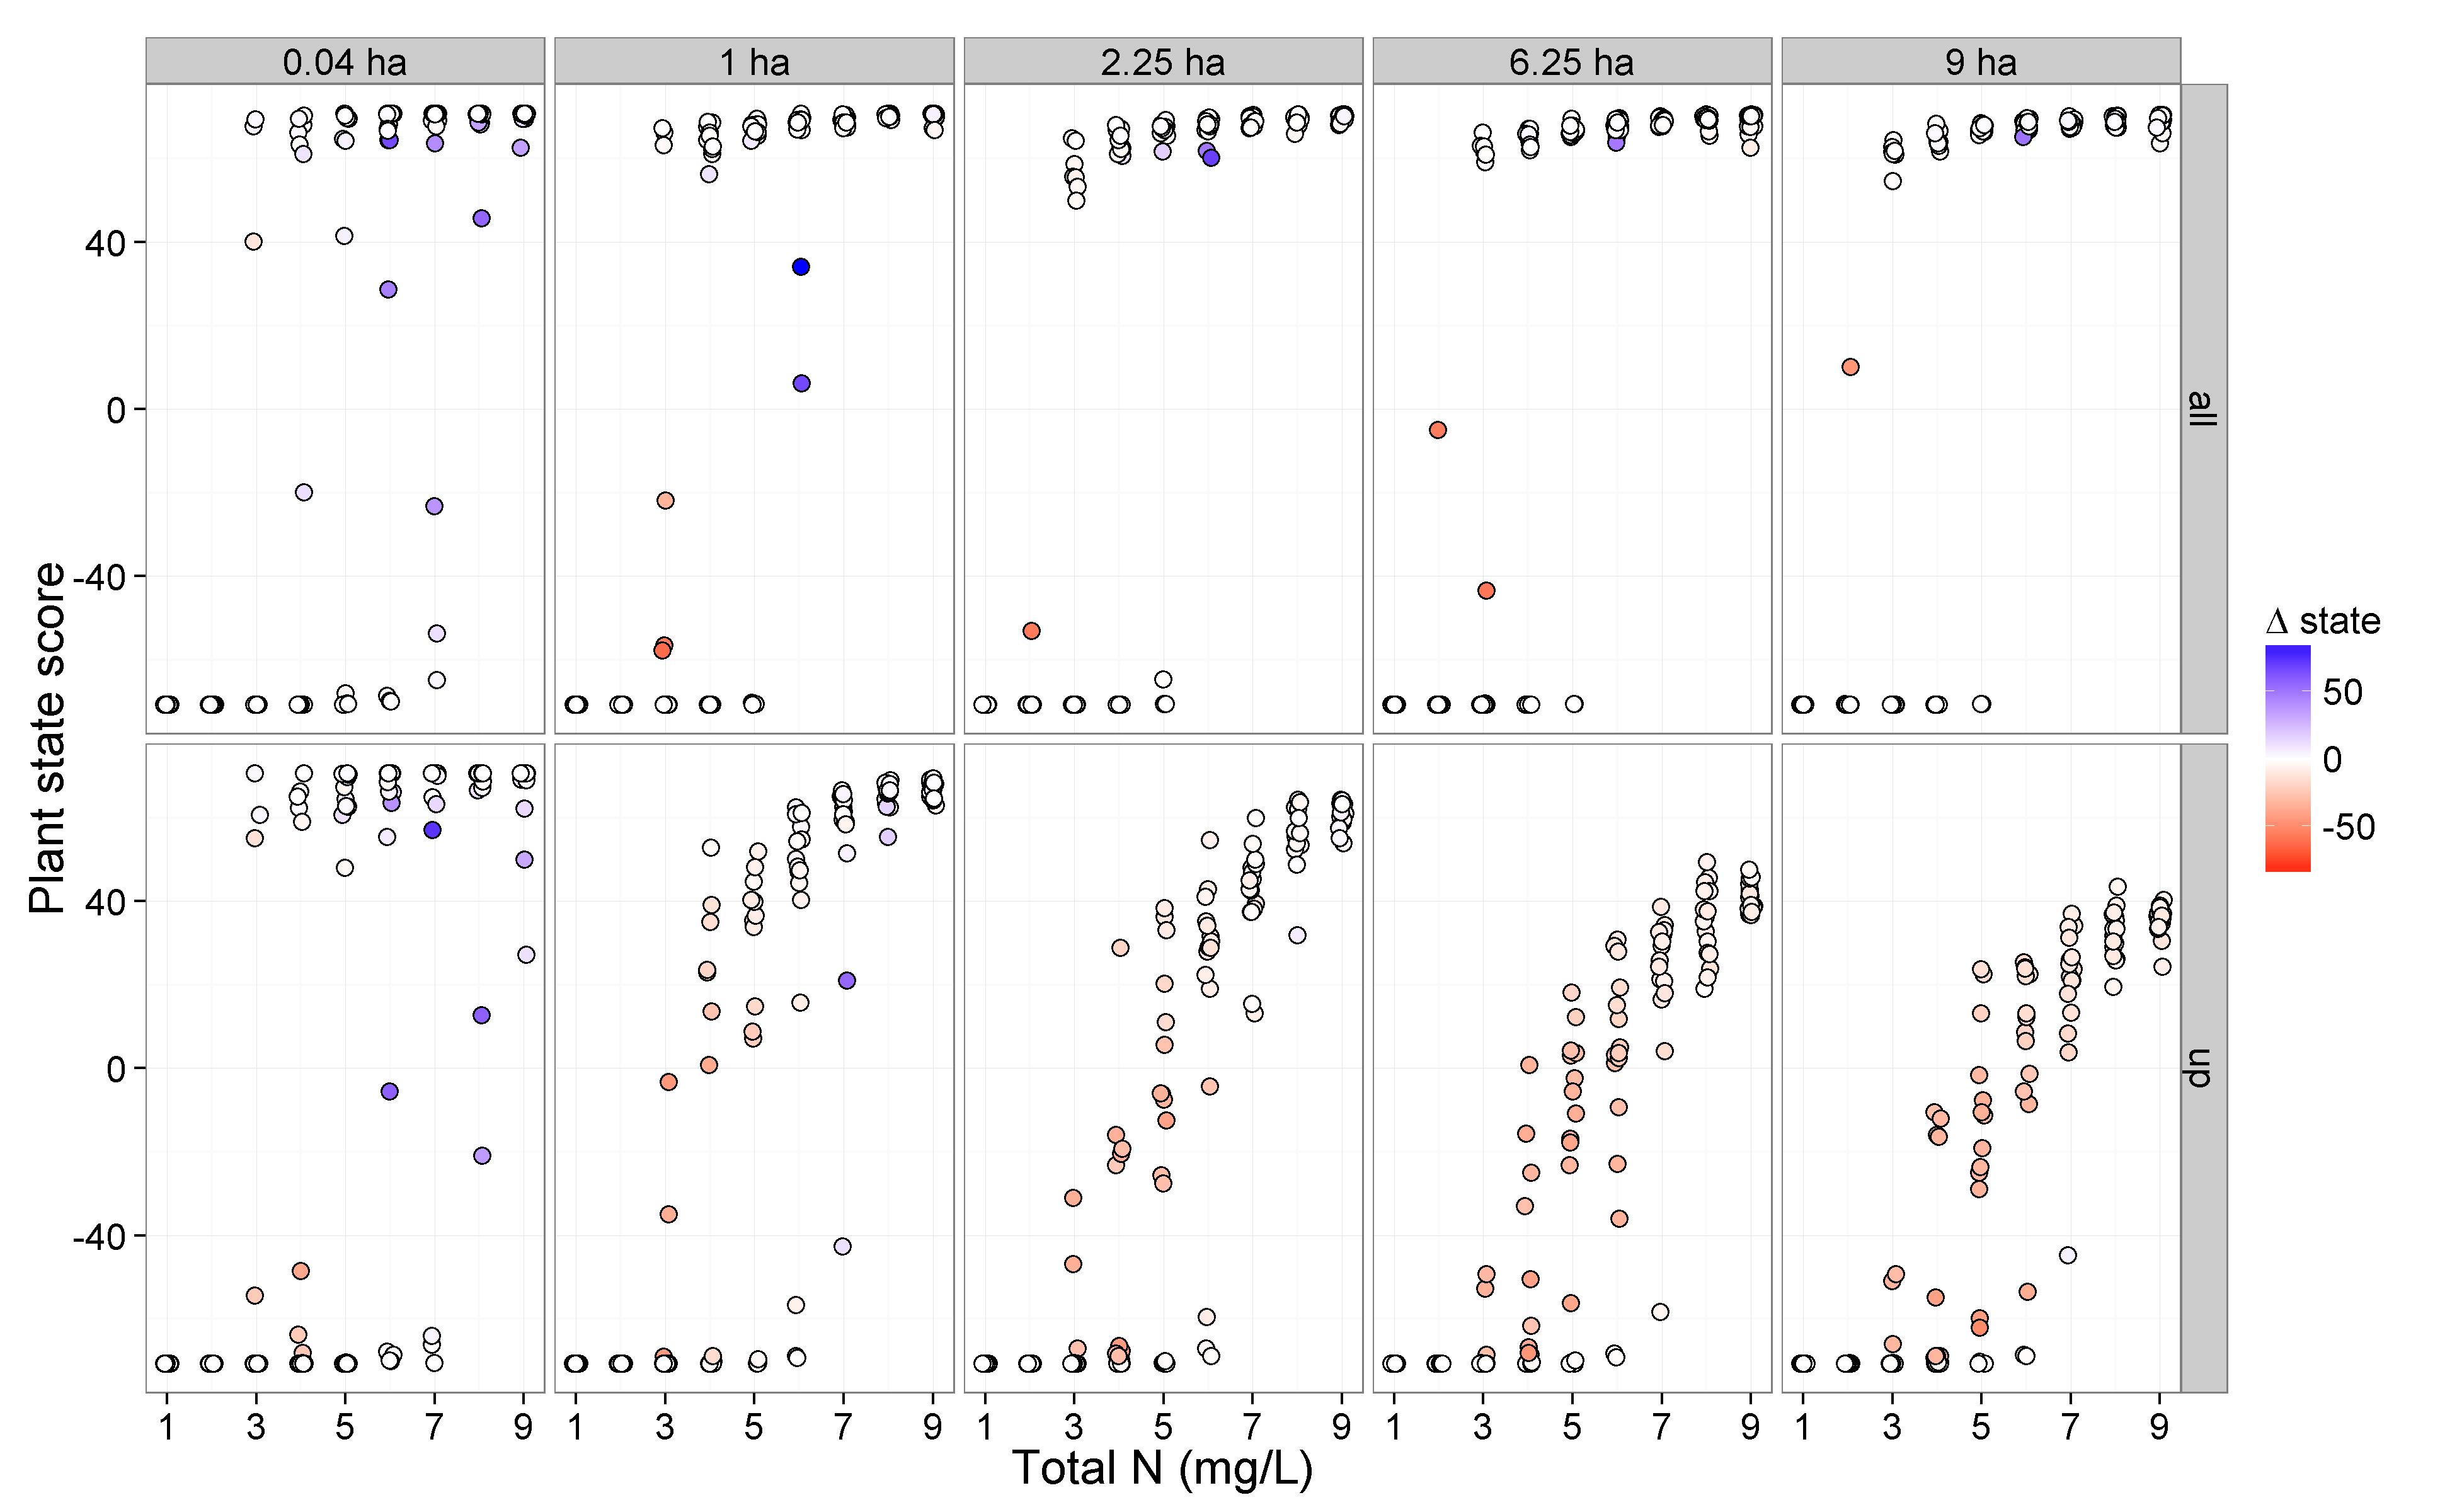 0.04 ha 1 ha 2.25 ha 6.25 ha 9 ha
all
40
0
-40
Plant state score
up
40
0
-40
Δ state
50
0
-50
1 3 5 7 9 1 3 5 7 9 1 3 5 7 9 1 3 5 7 9 1 3 5 7 9
Total N (mg/L)